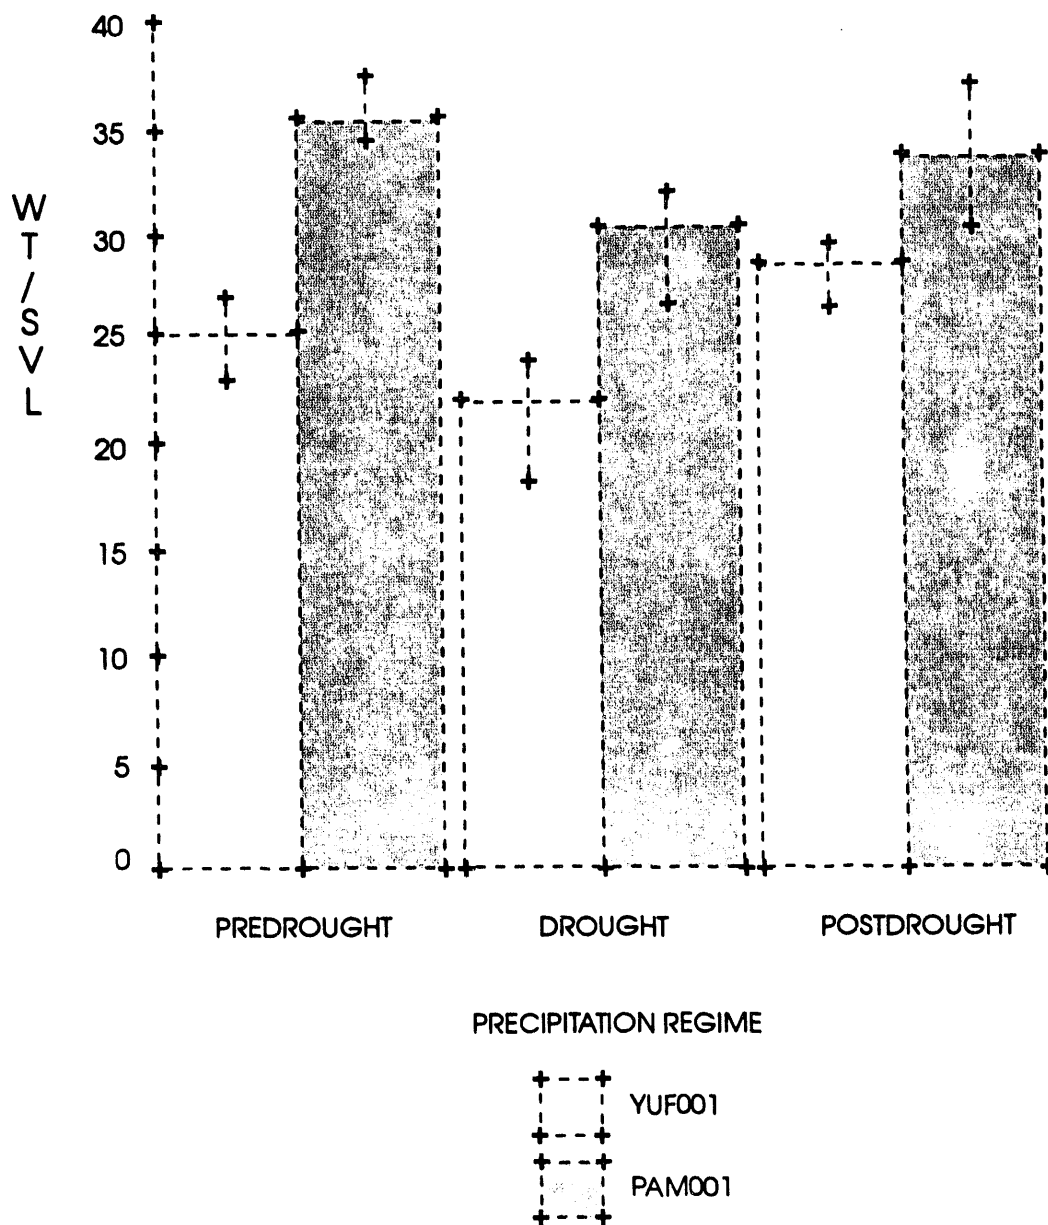 40
35
30
25
20
15
10
5
0
W
T
/
S
V
L
PREDROUGHT DROUGHT POSTDROUGHT
PRECIPITATION REGIME
YUF001
PAM001